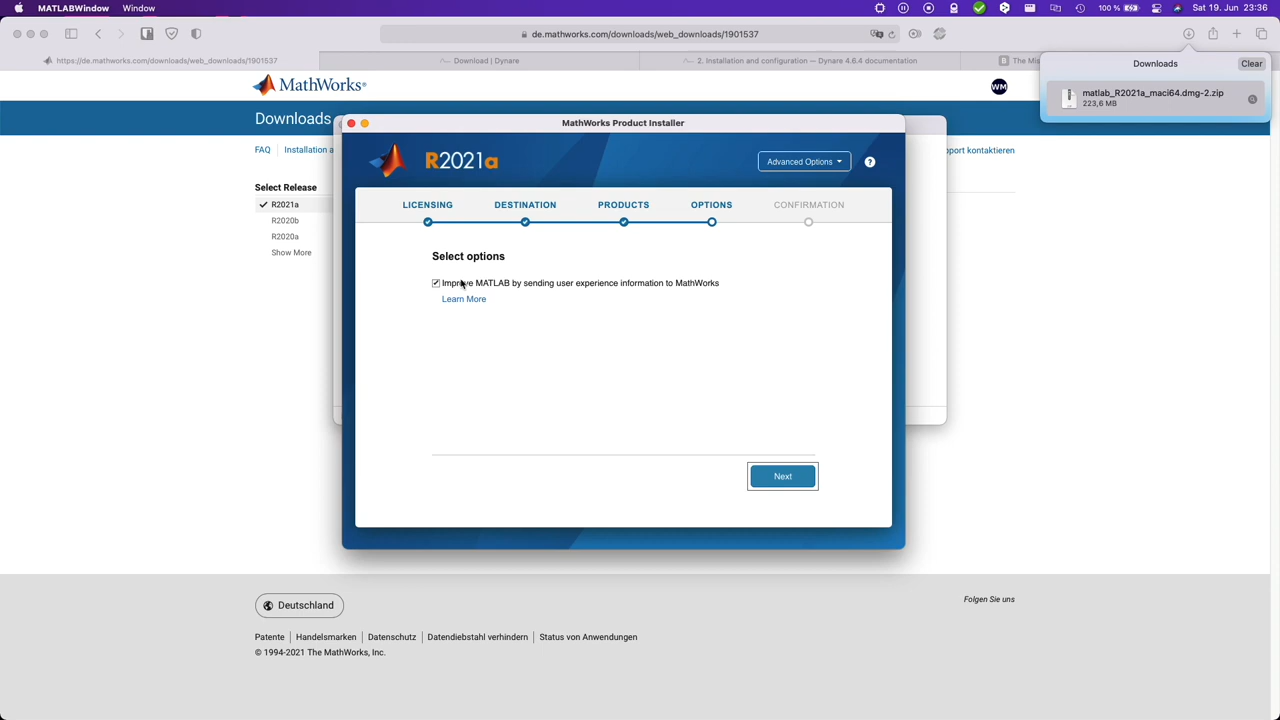 MATLABWindow Window
Mon 23:36
de.mathworks.com/downloads/web_downloads/1901537
https://de.mathworks.com/downloads/web_downloads/1901537
Download | Dynare
2. Installation and configuration — Dynare 4.6.4 documentation
The Mis
Downloads
Clear
matlab_R2021a_maci64.dmg-2.zip
223,6 MB
MathWorks®
WM
Downloads
FAQ
Installation a
pport kontaktieren
Select Release
R2021a
R2020b
R2020a
Show More
MathWorks Product Installer
R2021a
Advanced Options
?
LICENSING
DESTINATION
PRODUCTS
OPTIONS
CONFIRMATION
Select options
Improve MATLAB by sending user experience information to MathWorks
Learn More
Next
Deutschland
Folgen Sie uns
Patente
Handelsmarken
Datenschutz
Datendiebstahl verhindern
Status von Anwendungen
© 1994-2021 The MathWorks, Inc.